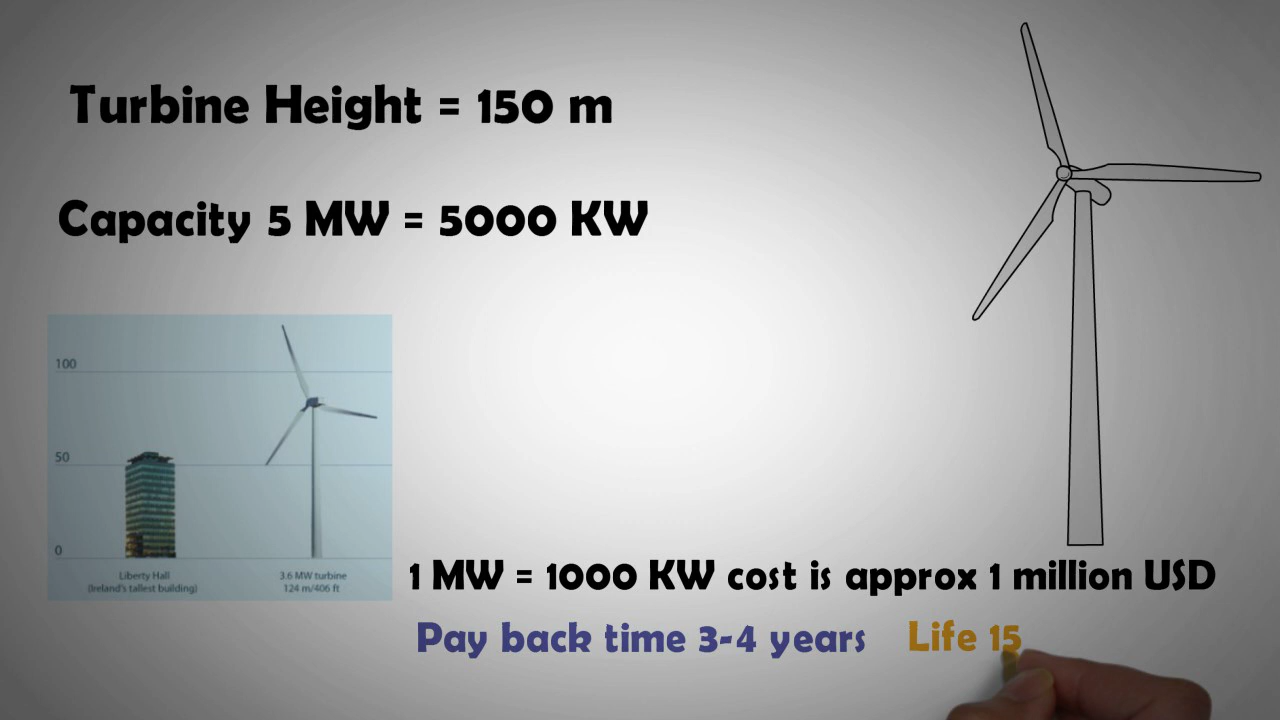 Turbine Height = 150 m
Capacity 5 MW = 5000 KW
100
50
0
Liberty Hall
(Ireland's tallest building)
3.6 MW turbine
124 m/406 ft
1 MW = 1000 KW cost is approx 1 million USD
Pay back time 3-4 years
Life 15